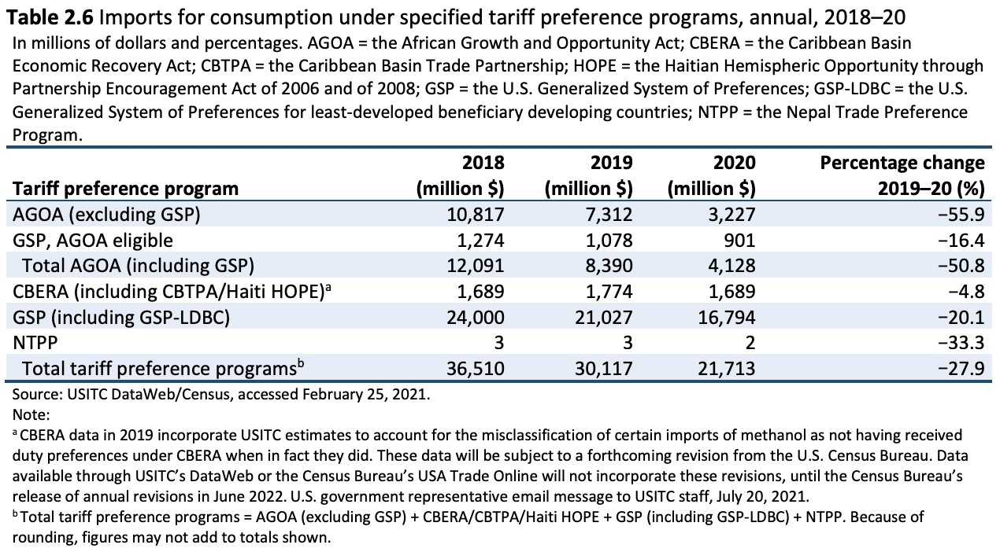 Table 2.6 Imports for consumption under specified tariff preference programs, annual, 2018–20
In millions of dollars and percentages. AGOA = the African Growth and Opportunity Act; CBERA = the Caribbean Basin
Economic Recovery Act; CBTPA = the Caribbean Basin Trade Partnership; HOPE = the Haitian Hemispheric Opportunity through
Partnership Encouragement Act of 2006 and of 2008; GSP = the U.S. Generalized System of Preferences; GSP-LDBC = the U.S.
Generalized System of Preferences for least-developed beneficiary developing countries; NTPP = the Nepal Trade Preference
Program.
2018 2019 2020 Percentage change
Tariff preference program (million $) (million $) (million $) 2019–20 (%)
AGOA (excluding GSP) 10,817 7,312 3,227 −55.9
GSP, AGOA eligible 1,274 1,078 901 −16.4
Total AGOA (including GSP) 12,091 8,390 4,128 −50.8
CBERA (including CBTPA/Haiti HOPE)ᵃ 1,689 1,774 1,689 −4.8
GSP (including GSP-LDBC) 24,000 21,027 16,794 −20.1
NTPP 3 3 2 −33.3
Total tariff preference programsᵇ 36,510 30,117 21,713 −27.9
Source: USITC DataWeb/Census, accessed February 25, 2021.
Note:
ᵃ CBERA data in 2019 incorporate USITC estimates to account for the misclassification of certain imports of methanol as not having received
duty preferences under CBERA when in fact they did. These data will be subject to a forthcoming revision from the U.S. Census Bureau. Data
available through USITC’s DataWeb or the Census Bureau’s USA Trade Online will not incorporate these revisions, until the Census Bureau’s
release of annual revisions in June 2022. U.S. government representative email message to USITC staff, July 20, 2021.
ᵇ Total tariff preference programs = AGOA (excluding GSP) + CBERA/CBTPA/Haiti HOPE + GSP (including GSP-LDBC) + NTPP. Because of
rounding, figures may not add to totals shown.